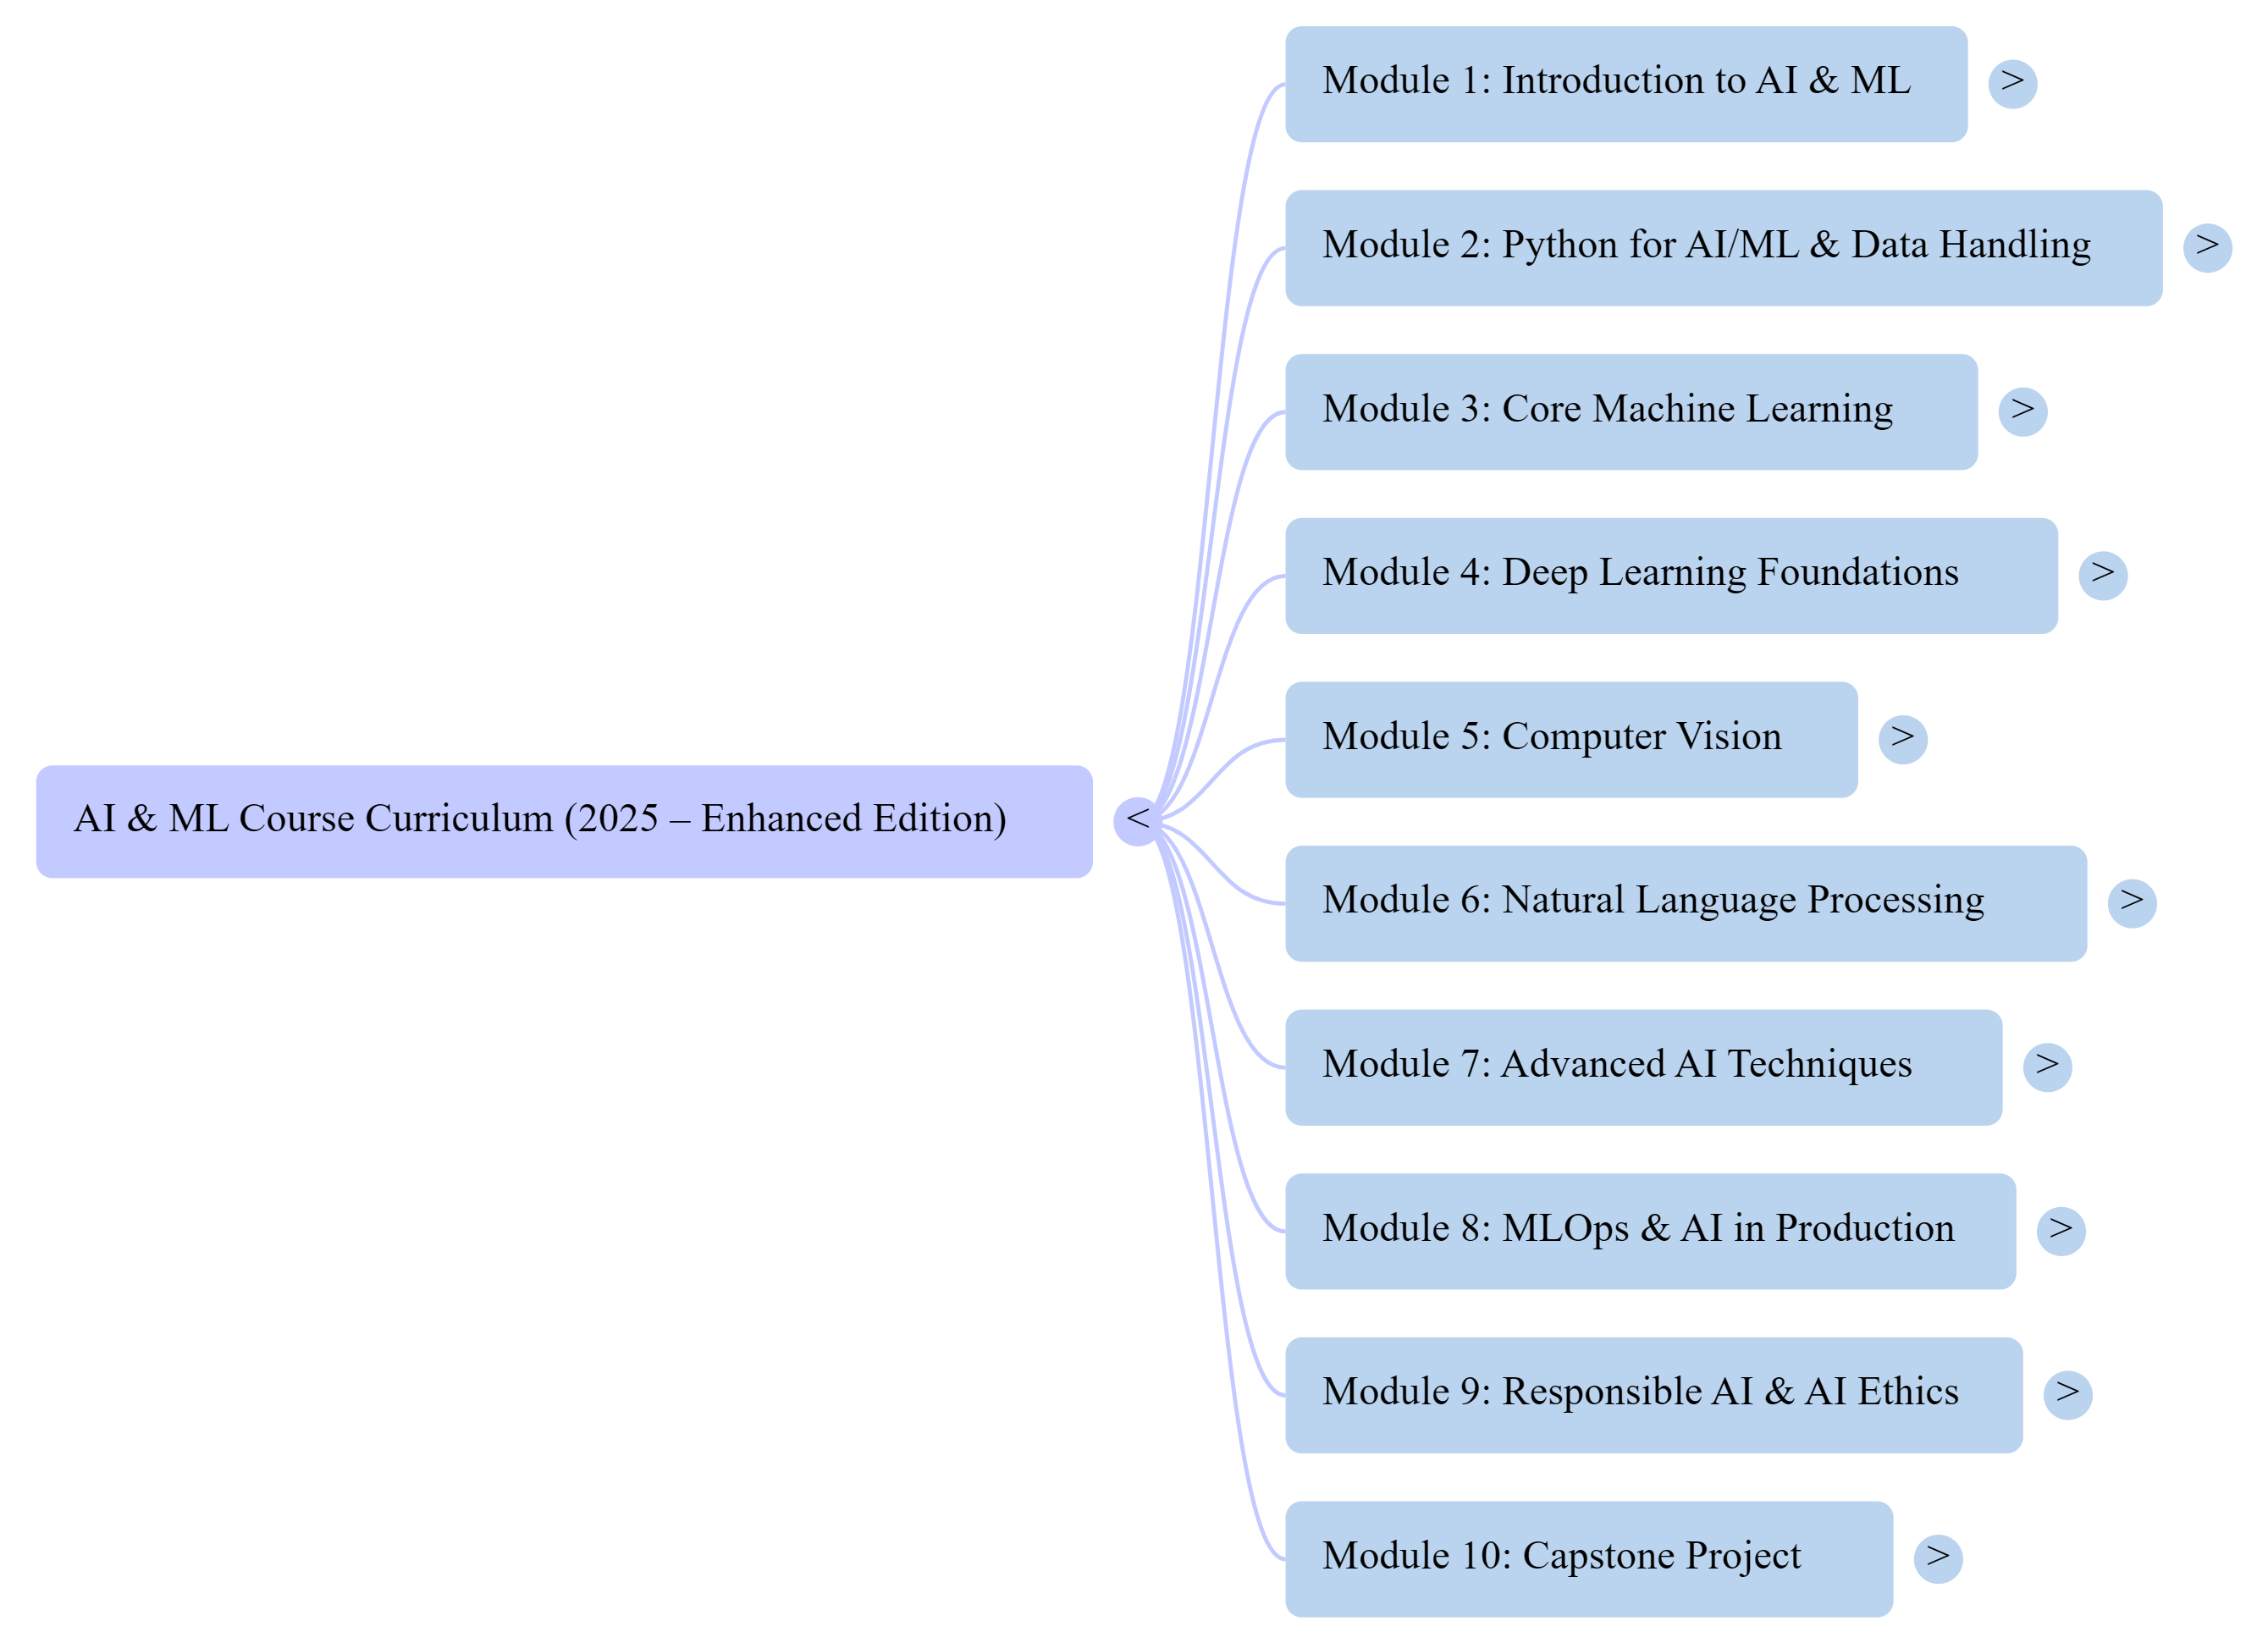 AI & ML Course Curriculum (2025 – Enhanced Edition)
<
Module 1: Introduction to AI & ML
>
Module 2: Python for AI/ML & Data Handling
>
Module 3: Core Machine Learning
>
Module 4: Deep Learning Foundations
>
Module 5: Computer Vision
>
Module 6: Natural Language Processing
>
Module 7: Advanced AI Techniques
>
Module 8: MLOps & AI in Production
>
Module 9: Responsible AI & AI Ethics
>
Module 10: Capstone Project
>